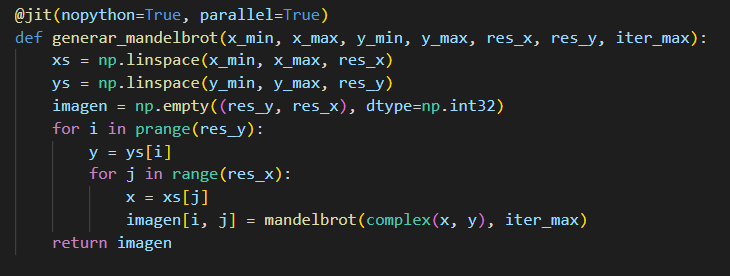 @jit(nopython=True, parallel=True)
def generar_mandelbrot(x_min, x_max, y_min, y_max, res_x, res_y, iter_max):
    xs = np.linspace(x_min, x_max, res_x)
    ys = np.linspace(y_min, y_max, res_y)
    imagen = np.empty((res_y, res_x), dtype=np.int32)
    for i in prange(res_y):
        y = ys[i]
        for j in range(res_x):
            x = xs[j]
            imagen[i, j] = mandelbrot(complex(x, y), iter_max)
    return imagen